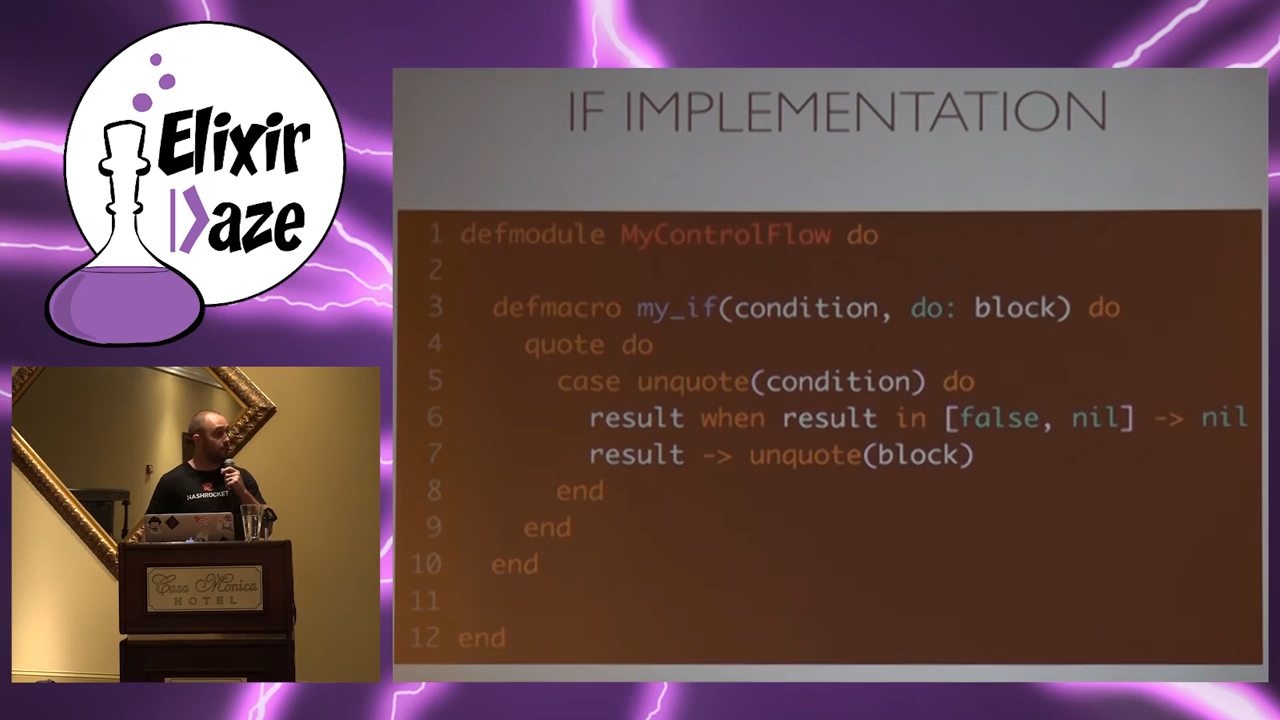 Elixir
Daze
IF IMPLEMENTATION
1 defmodule MyControlFlow do
2
3 defmacro my_if(condition, do: block) do
4 quote do
5 case unquote(condition) do
6 result when result in [false, nil] -> nil
7 result -> unquote(block)
8 end
9 end
10 end
11
12 end
HASHROCKET
Casa Monica
HOTEL